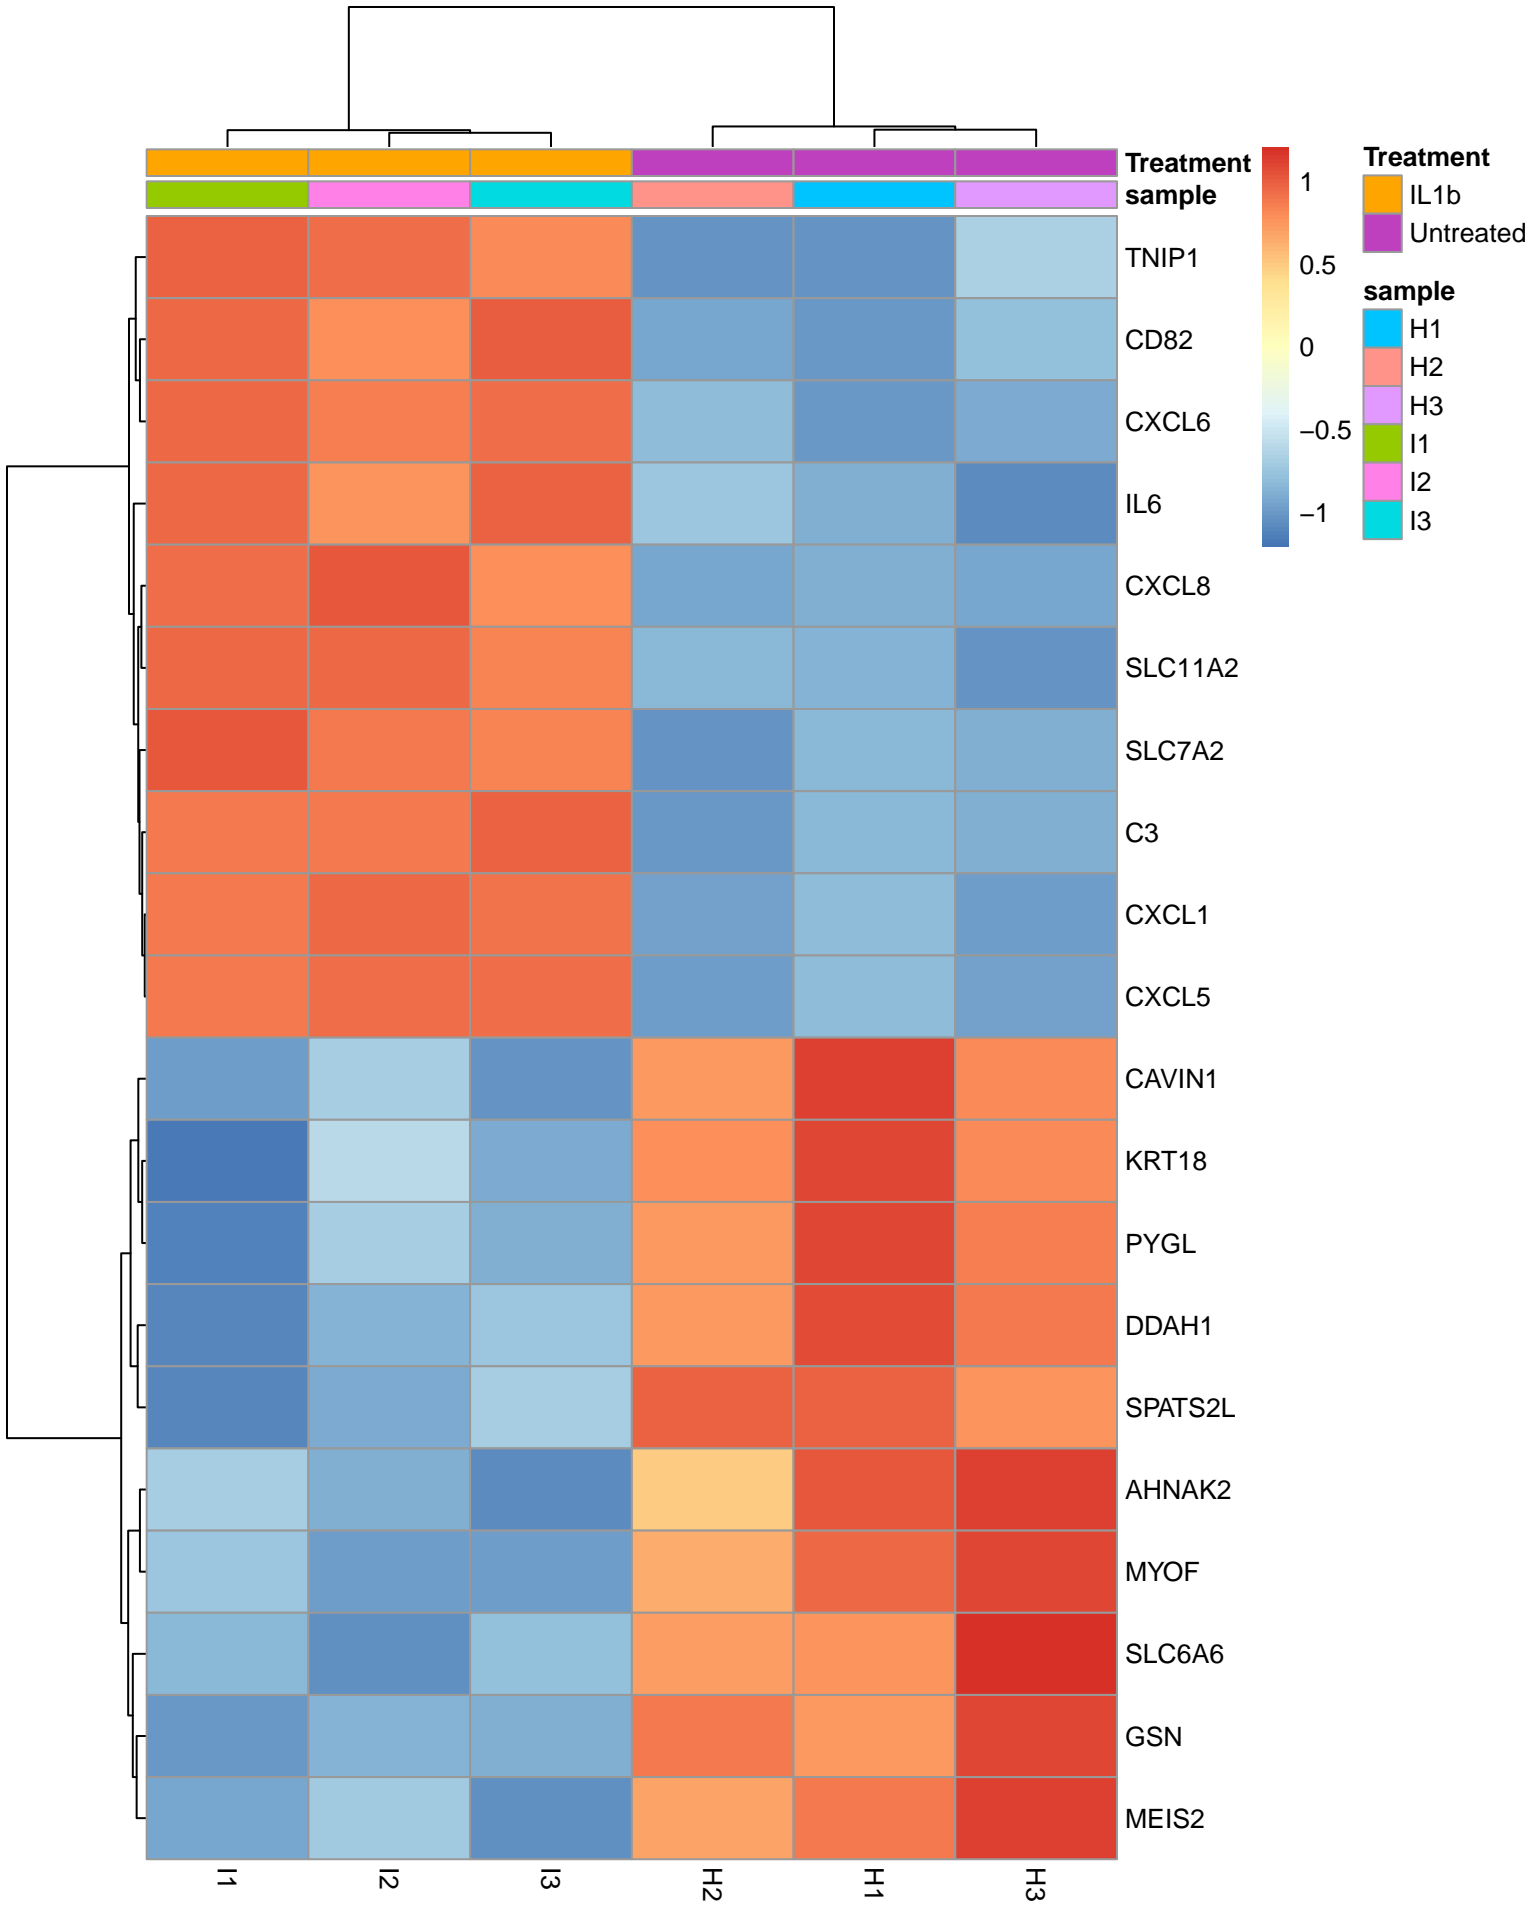 Treatment
sample
TNIP1
CD82
CXCL6
IL6
CXCL8
SLC11A2
SLC7A2
C3
CXCL1
CXCL5
CAVIN1
KRT18
PYGL
DDAH1
SPATS2L
AHNAK2
MYOF
SLC6A6
GSN
MEIS2
I1 I2 I3 H2 H1 H3
1
0.5
0
−0.5
−1
Treatment
IL1b
Untreated
sample
H1
H2
H3
I1
I2
I3